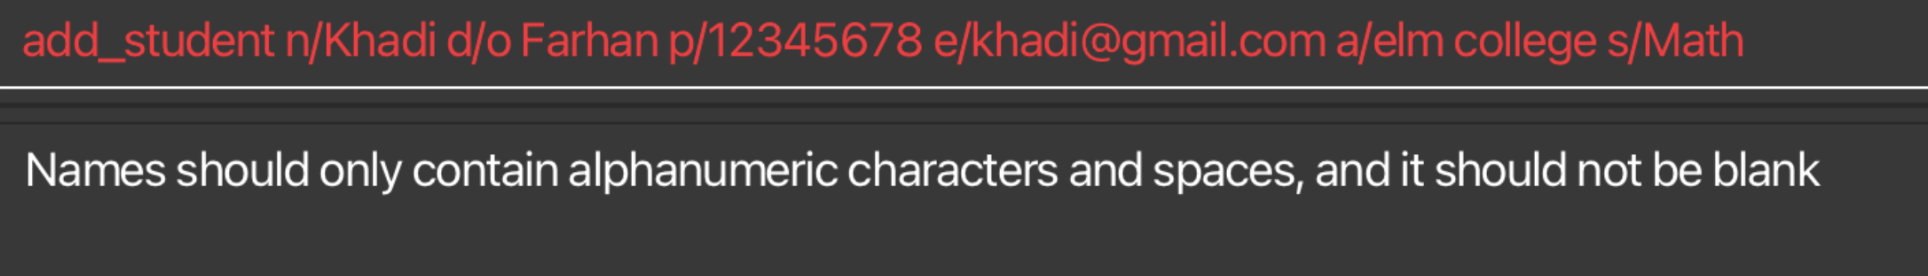 add_student n/Khadi d/o Farhan p/12345678 e/khadi@gmail.com a/elm college s/Math
Names should only contain alphanumeric characters and spaces, and it should not be blank